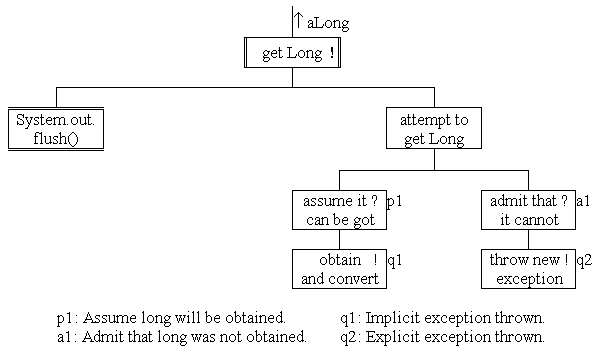 ↑ aLong
get Long !
System.out.
flush()
attempt to
get Long
assume it ? p1
can be got
admit that ? a1
it cannot
obtain ! q1
and convert
throw new ! q2
exception
p1: Assume long will be obtained.
q1: Implicit exception thrown.
a1: Admit that long was not obtained.
q2: Explicit exception thrown.